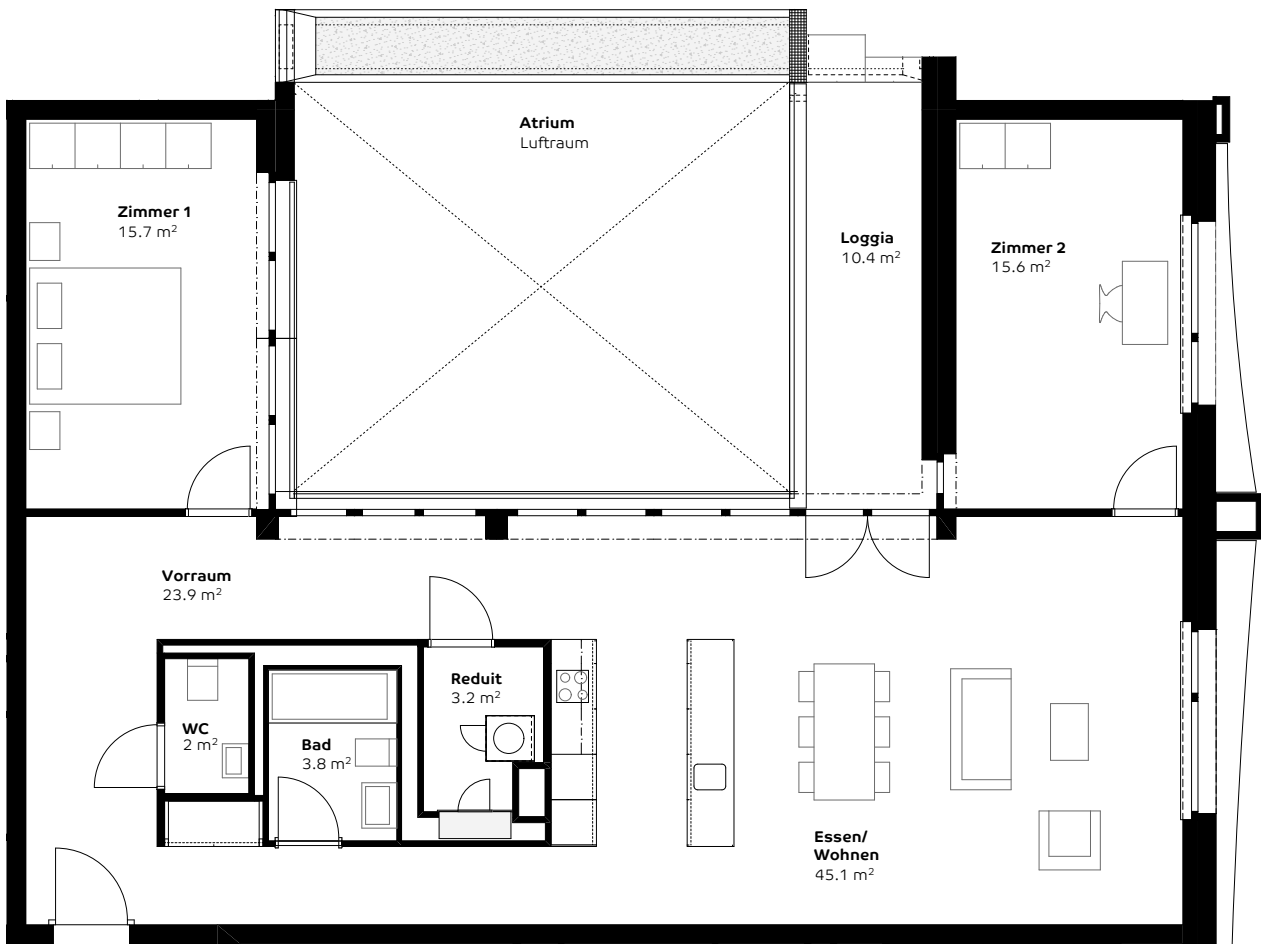 Atrium
Luftraum
Zimmer 1
15.7 m²
Loggia
10.4 m²
Zimmer 2
15.6 m²
Vorraum
23.9 m²
Reduit
3.2 m²
WC
2 m²
Bad
3.8 m²
Essen/
Wohnen
45.1 m²